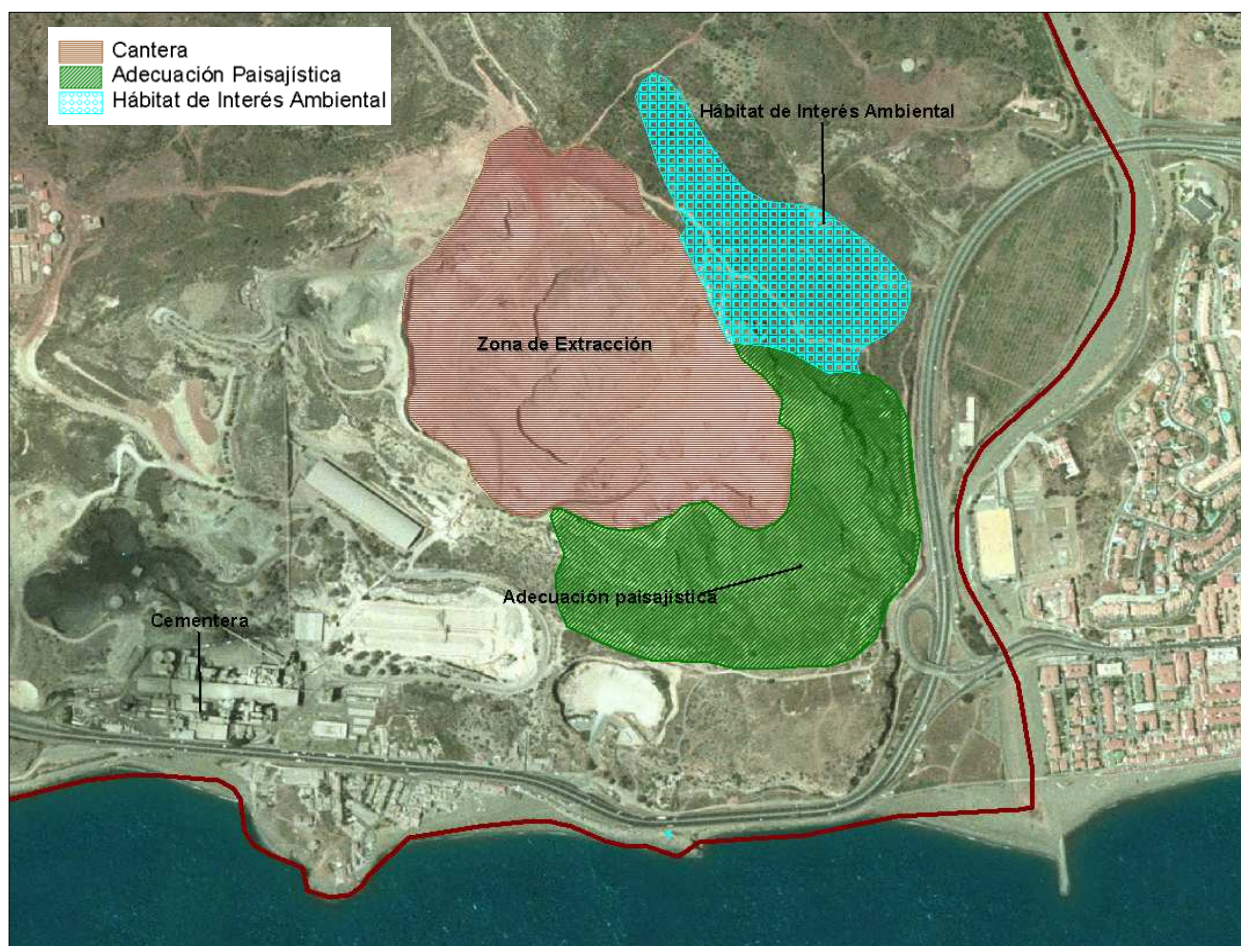 Cantera
Adecuación Paisajística
Hábitat de Interés Ambiental
Hábitat de Interés Ambiental
Zona de Extracción
Adecuación paisajística
Cementera